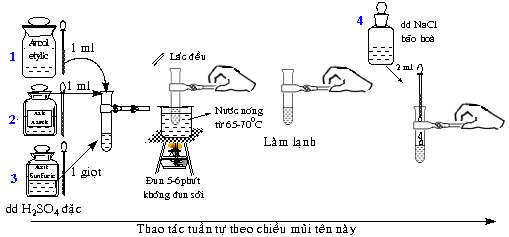 1
Ancol
etylic
1 ml
2
Axit
Axetic
1 ml
3
Axit
Sunfuric
1 giọt
dd H₂SO₄ đặc
Lắc đều
Nước nóng
từ 65-70⁰C
Đun 5-6 phút
không đun sôi
Làm lạnh
4
dd NaCl
bão hoà
2 ml
Thao tác tuần tự theo chiều mũi tên này